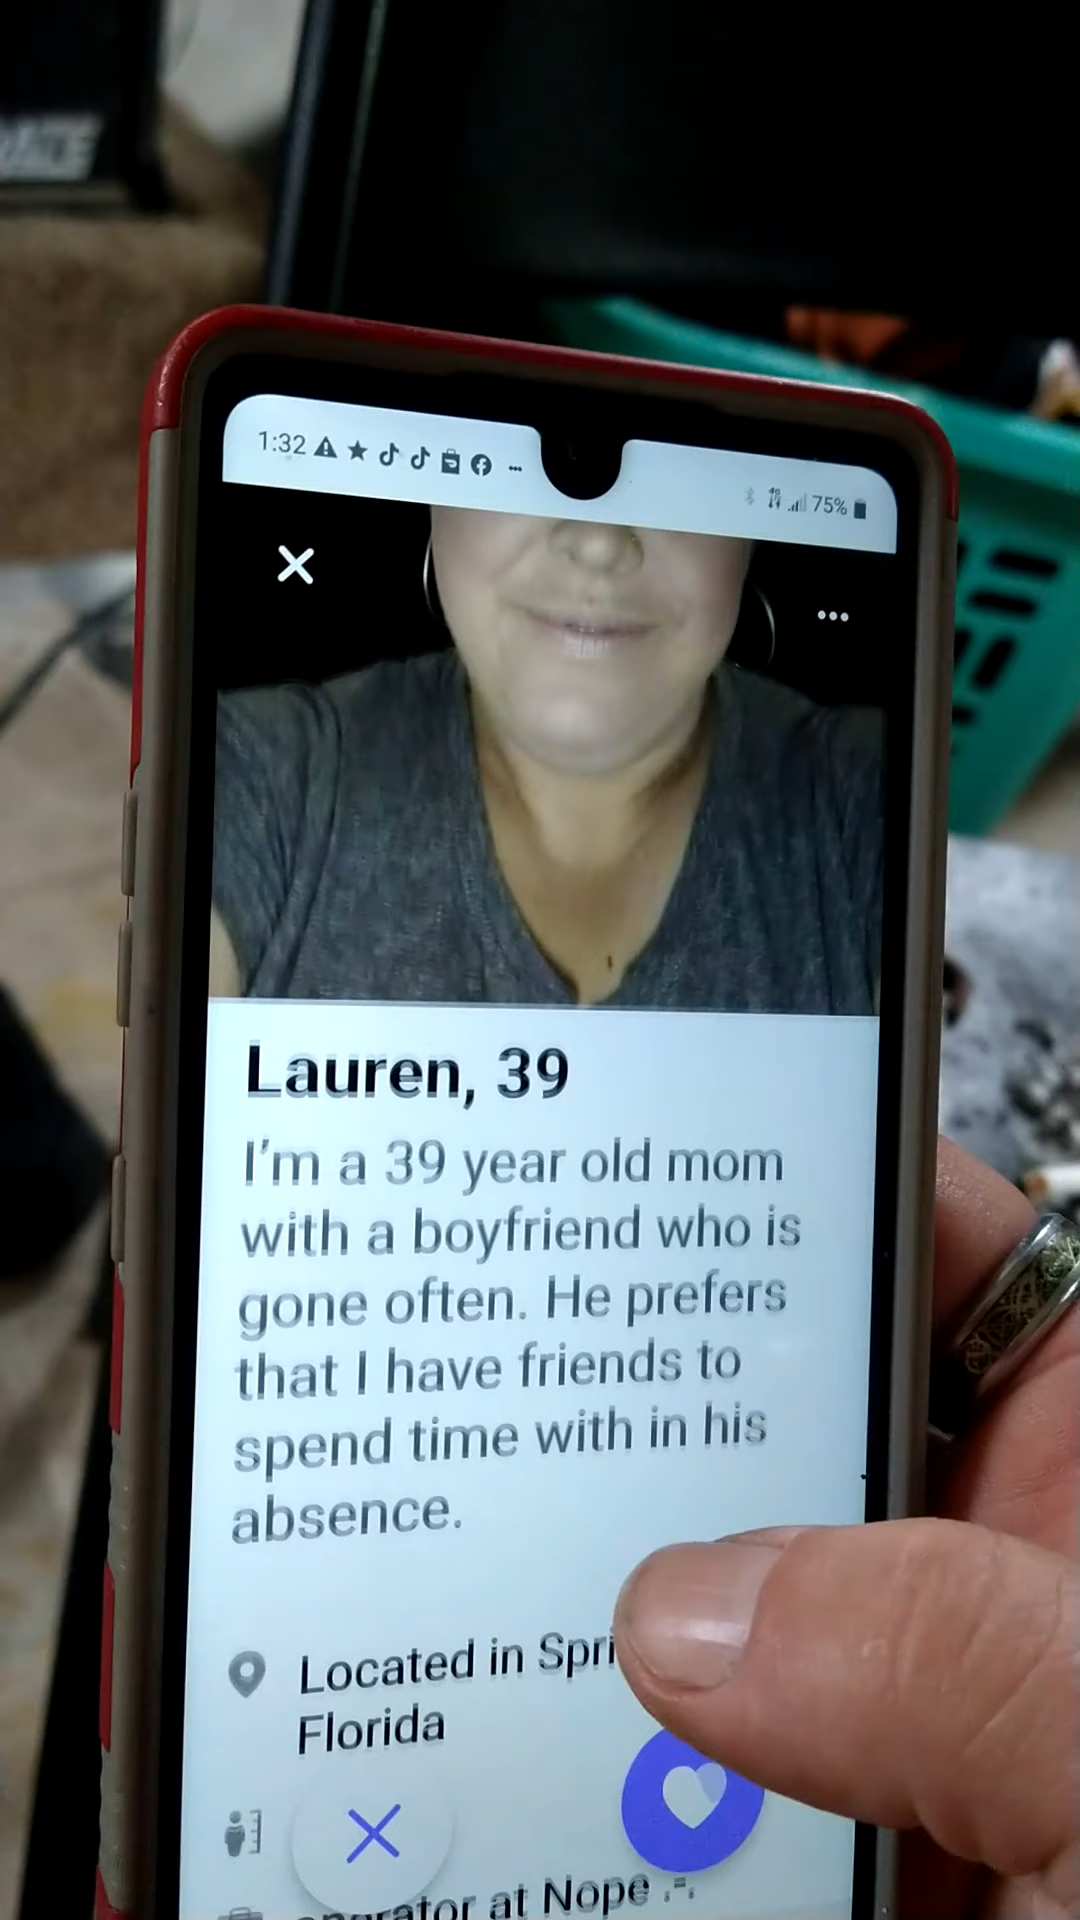 1:32
75%
Lauren, 39
I'm a 39 year old mom
with a boyfriend who is
gone often. He prefers
that I have friends to
spend time with in his
absence.
Located in
Florida
at Nope